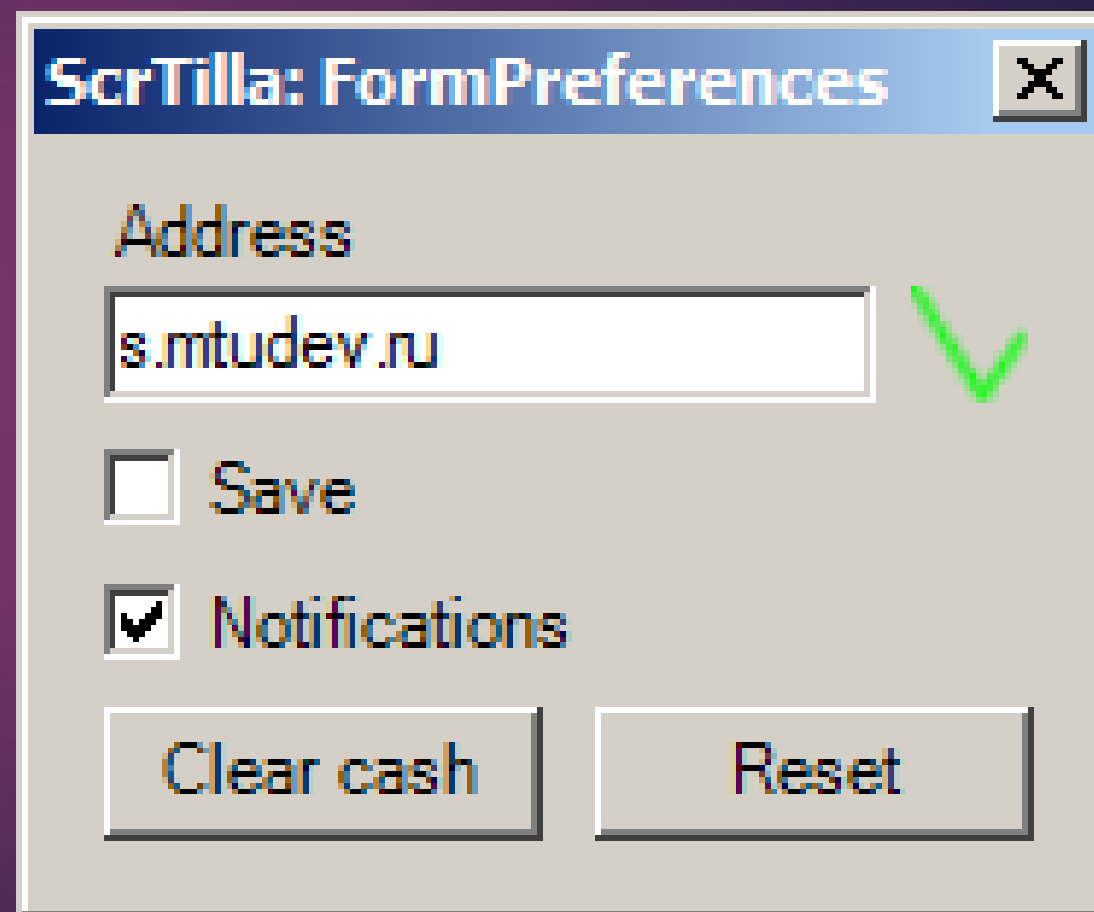 ScrTilla: FormPreferences
Address
s.mtudev.ru
Save
Notifications
Clear cash
Reset